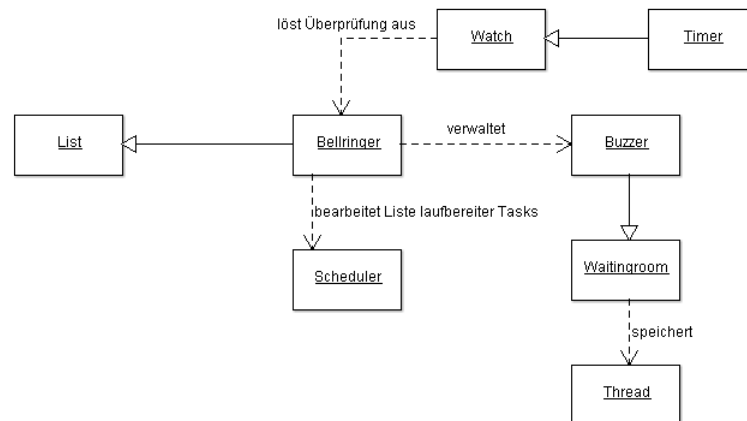 löst Überprüfung aus
Watch
Timer
List
Bellringer
verwaltet
Buzzer
bearbeitet Liste laufbereiter Tasks
Scheduler
Waitingroom
speichert
Thread